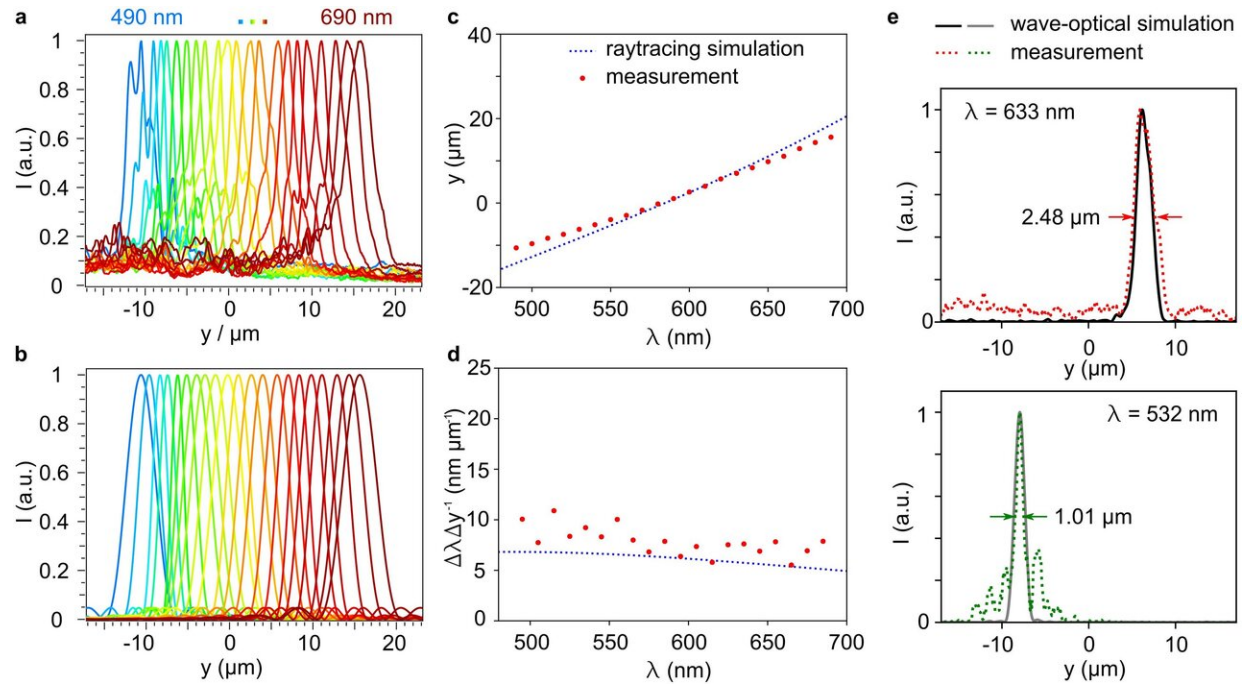 a
490 nm
690 nm
I (a.u.)
1
0.8
0.6
0.4
0.2
0
-10
0
10
20
y / µm
b
I (a.u.)
1
0.8
0.6
0.4
0.2
0
-10
0
10
20
y (µm)
c
raytracing simulation
measurement
y (µm)
40
20
0
-20
500
550
600
650
700
λ (nm)
d
ΔλΔy⁻¹ (nm µm⁻¹)
25
20
15
10
5
0
500
550
600
650
700
λ (nm)
e
wave-optical simulation
measurement
λ = 633 nm
I (a.u.)
1
0
2.48 µm
-10
0
10
y (µm)
λ = 532 nm
I (a.u.)
1
0
1.01 µm
-10
0
10
y (µm)